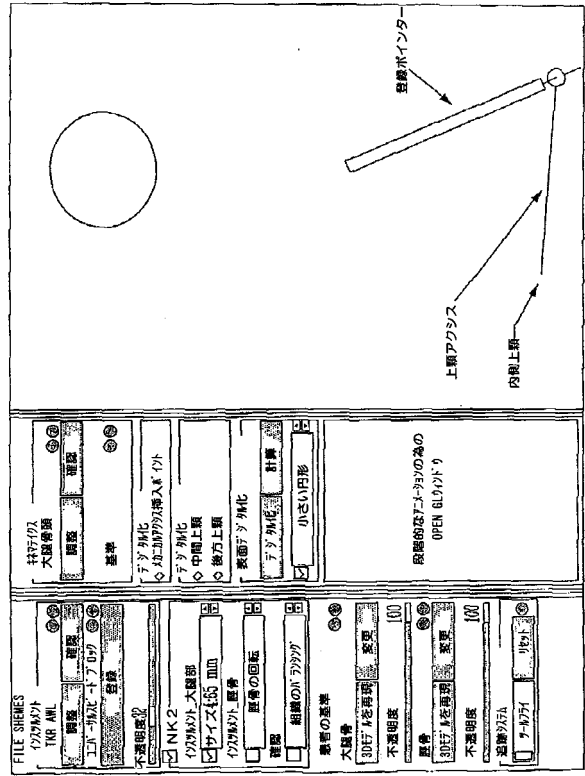 FILE SHEMES
インスツルメント
TKR AWL
調整
確認
ユニバーサルスピートブロック
登録
不透明度92
NK2
インスツルメント 大腿部
サイズ4:65 mm
インスツルメント 脛骨
脛骨の回転
確認
組織のバランシング
患者の基準
大腿骨
3Dモデルを再現
変更
不透明度
100
脛骨
3Dモデルを再現
変更
不透明度
100
追跡システム
ツールフライ
リセット
キネマティクス
大腿骨頭
調整
確認
基準
デジタル化
メカニカルアクシス挿入ポイント
デジタル化
中間上顆
後方上顆
表面デジタル化
デジタル化
計算
小さい円形
段階的なアニメーションの為の
OPEN GLウィンドウ
登録ポインター
上顆アクシス
内側上顆